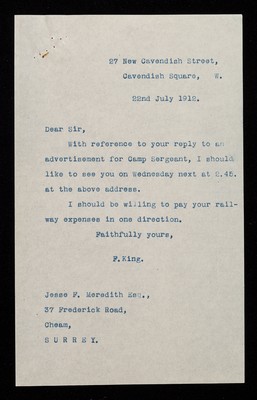 27 New Cavendish Street,
Cavendish Square, W.
22nd July 1912.
Dear Sir,
With reference to your reply to an
advertisement for Camp Sergeant, I should
like to see you on Wednesday next at 2.45.
at the above address.
I should be willing to pay your rail-
way expenses in one direction.
Faithfully yours,
F.King.
Jesse F. Meredith Esq.,
37 Frederick Road,
Cheam,
S U R R E Y.